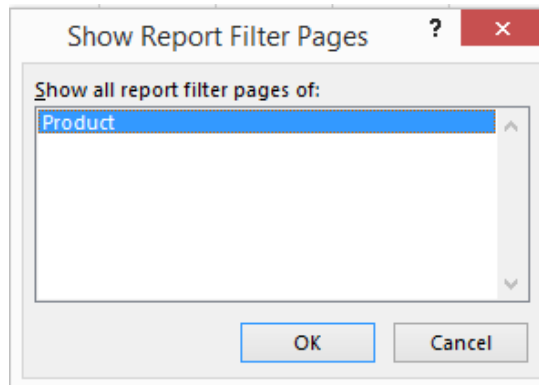 Show Report Filter Pages ? ×
Show all report filter pages of:
Product
OK Cancel